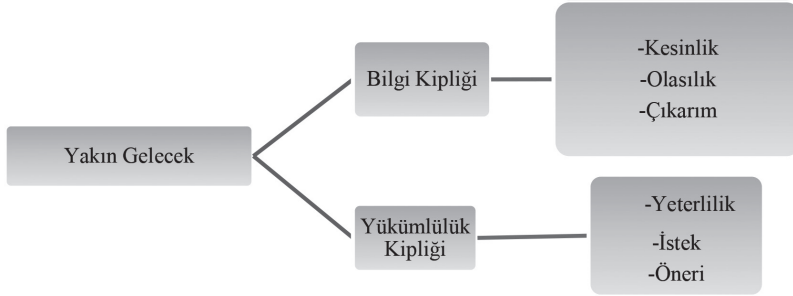 Yakın Gelecek
Bilgi Kipliği
-Kesinlik
-Olasılık
-Çıkarım
Yükümlülük
Kipliği
-Yeterlilik
-İstek
-Öneri